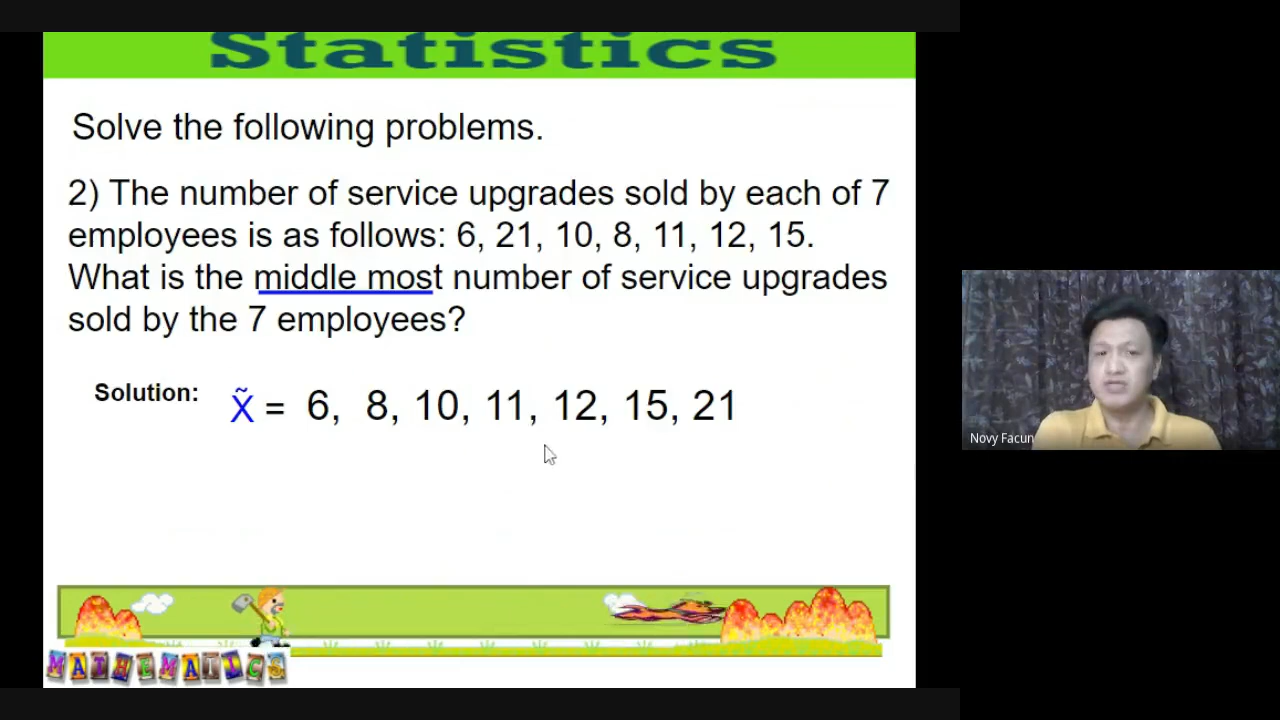 Statistics
Solve the following problems.
2) The number of service upgrades sold by each of 7
employees is as follows: 6, 21, 10, 8, 11, 12, 15.
What is the middle most number of service upgrades
sold by the 7 employees?
Solution: x̃ = 6, 8, 10, 11, 12, 15, 21
MATHEMATICS
Novy Facun